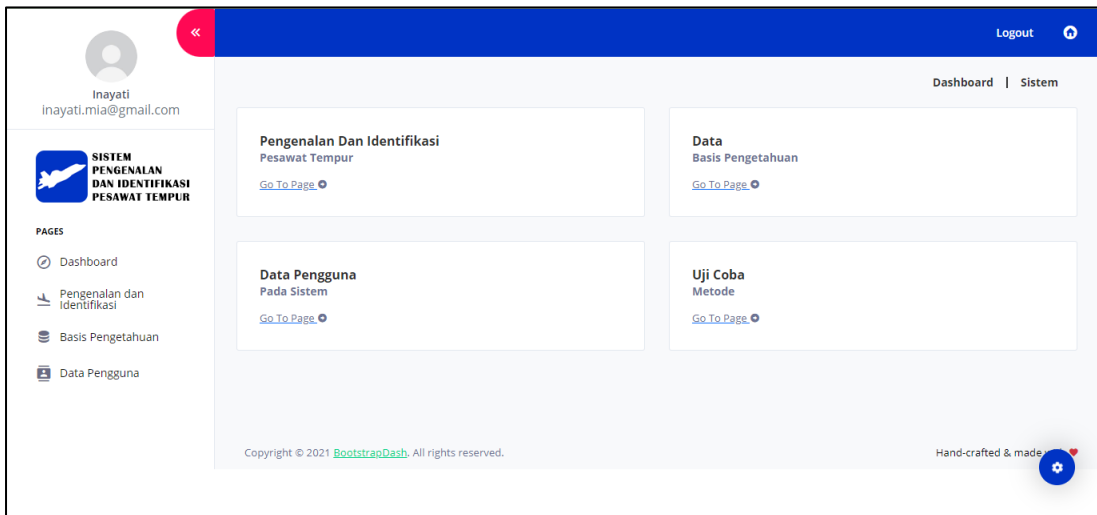 Inayati
inayati.mia@gmail.com
SISTEM
PENGENALAN
DAN IDENTIFIKASI
PESAWAT TEMPUR
PAGES
Dashboard
Pengenalan dan
Identifikasi
Basis Pengetahuan
Data Pengguna
Logout
Dashboard | Sistem
Pengenalan Dan Identifikasi
Pesawat Tempur
Go To Page
Data
Basis Pengetahuan
Go To Page
Data Pengguna
Pada Sistem
Go To Page
Uji Coba
Metode
Go To Page
Copyright © 2021 BootstrapDash. All rights reserved.
Hand-crafted & made